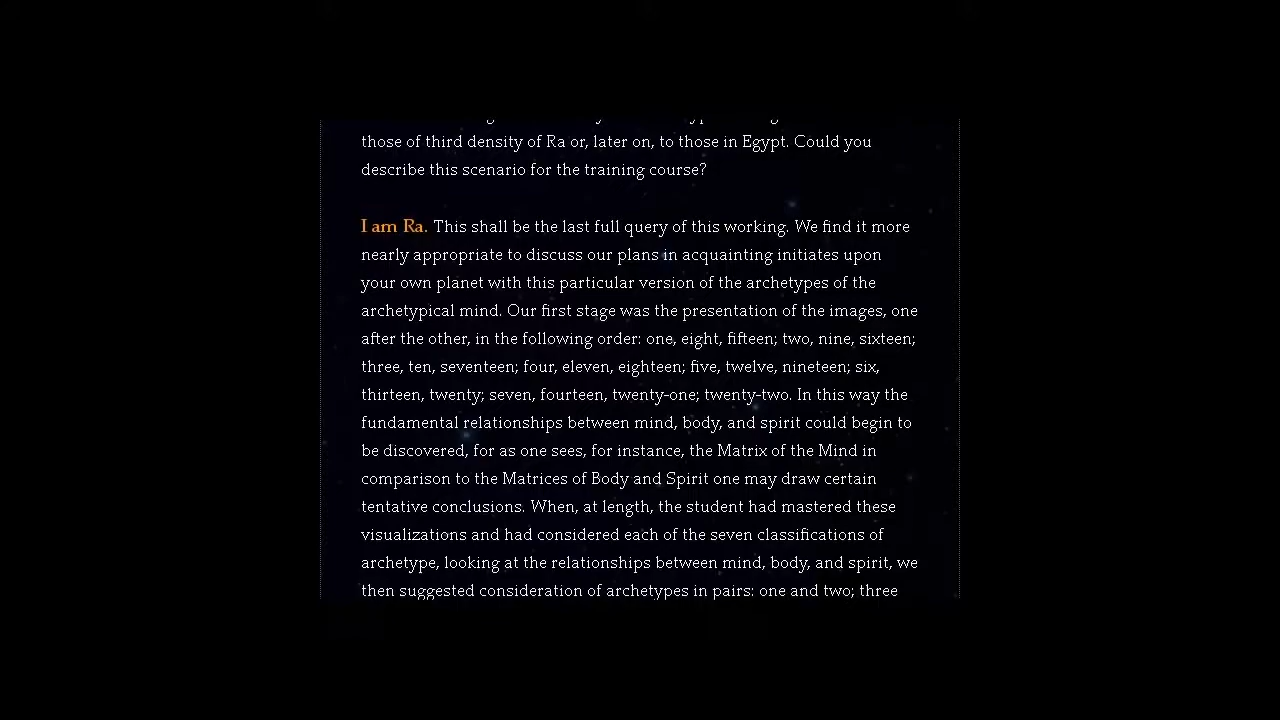 those of third density of Ra or, later on, to those in Egypt. Could you
describe this scenario for the training course?
I am Ra. This shall be the last full query of this working. We find it more
nearly appropriate to discuss our plans in acquainting initiates upon
your own planet with this particular version of the archetypes of the
archetypical mind. Our first stage was the presentation of the images, one
after the other, in the following order: one, eight, fifteen; two, nine, sixteen;
three, ten, seventeen; four, eleven, eighteen; five, twelve, nineteen; six,
thirteen, twenty; seven, fourteen, twenty-one; twenty-two. In this way the
fundamental relationships between mind, body, and spirit could begin to
be discovered, for as one sees, for instance, the Matrix of the Mind in
comparison to the Matrices of Body and Spirit one may draw certain
tentative conclusions. When, at length, the student had mastered these
visualizations and had considered each of the seven classifications of
archetype, looking at the relationships between mind, body, and spirit, we
then suggested consideration of archetypes in pairs: one and two; three